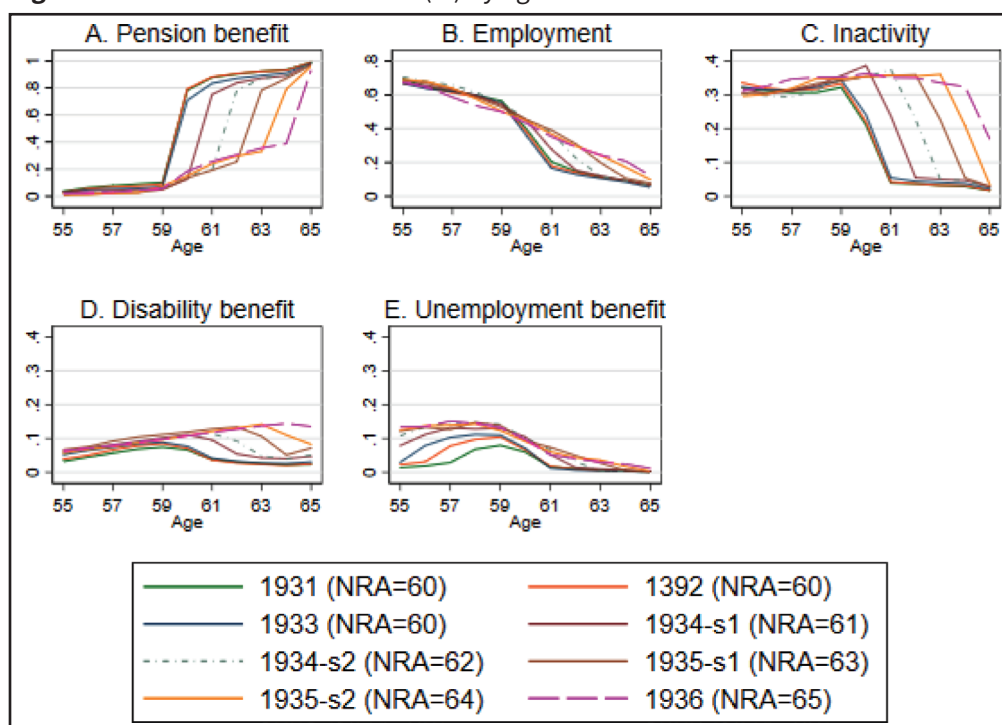 A. Pension benefit
B. Employment
C. Inactivity
0 .2 .4 .6 .8 1
0 .2 .4 .6 .8
0 .1 .2 .3 .4
55 57 59 61 63 65
55 57 59 61 63 65
55 57 59 61 63 65
Age
Age
Age
D. Disability benefit
E. Unemployment benefit
0 .1 .2 .3 .4
0 .1 .2 .3 .4
55 57 59 61 63 65
55 57 59 61 63 65
Age
Age
1931 (NRA=60)
1392 (NRA=60)
1933 (NRA=60)
1934-s1 (NRA=61)
1934-s2 (NRA=62)
1935-s1 (NRA=63)
1935-s2 (NRA=64)
1936 (NRA=65)